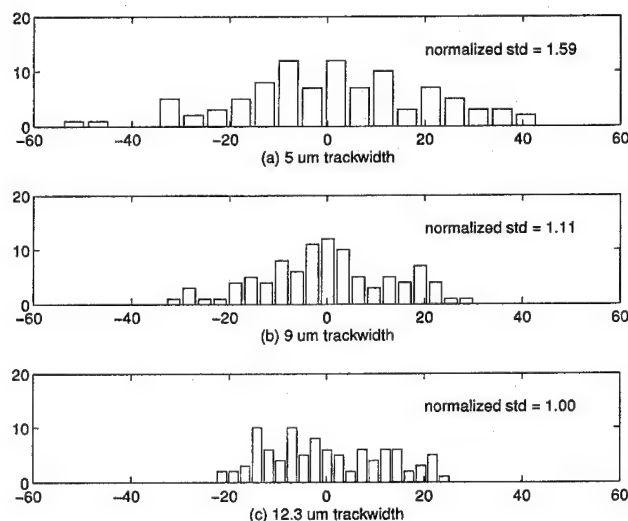 20
normalized std = 1.59
10
0
−60 −40 −20 0 20 40 60
(a) 5 um trackwidth
20
normalized std = 1.11
10
0
−60 −40 −20 0 20 40 60
(b) 9 um trackwidth
20
normalized std = 1.00
10
0
−60 −40 −20 0 20 40 60
(c) 12.3 um trackwidth